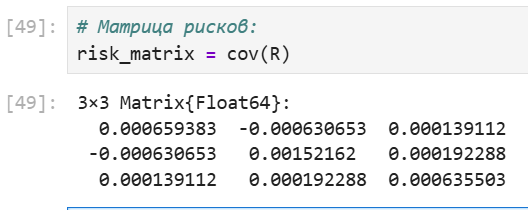 [49]: # Матрица рисков:
risk_matrix = cov(R)
[49]: 3×3 Matrix{Float64}:
0.000659383 -0.000630653 0.000139112
-0.000630653 0.00152162 0.000192288
0.000139112 0.000192288 0.000635503